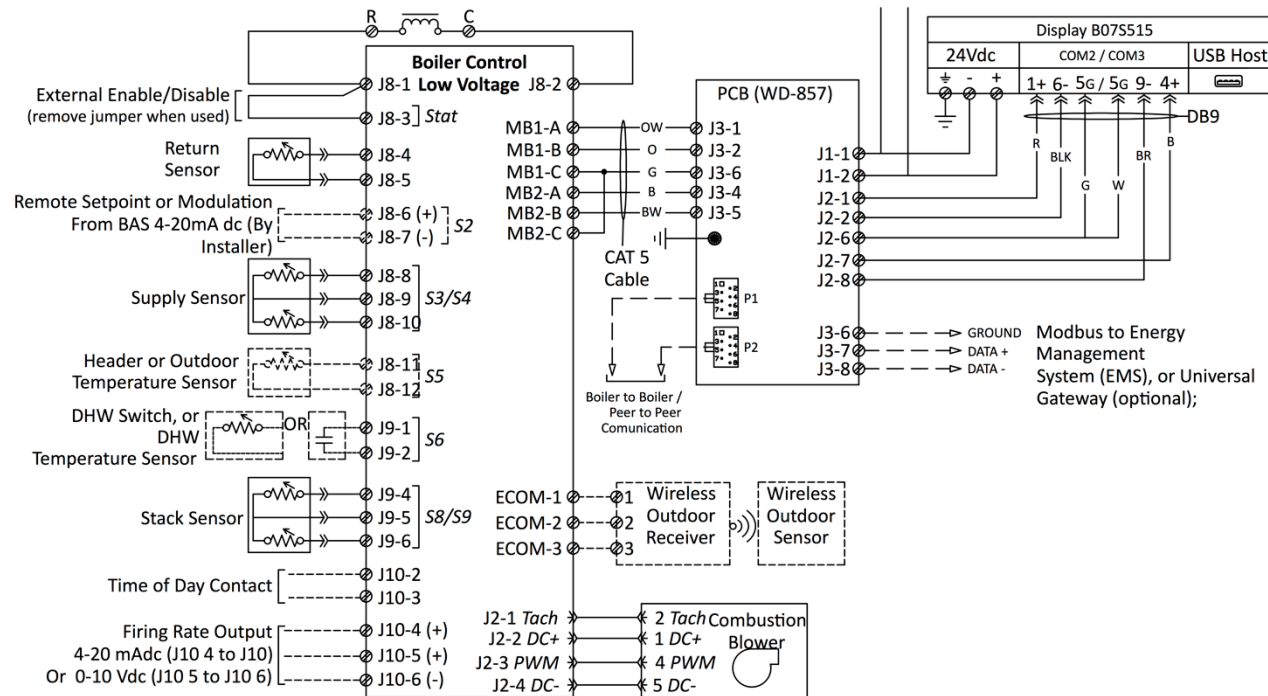 R C
Boiler Control
Low Voltage
J8-1
J8-2
External Enable/Disable
(remove jumper when used)
J8-3
Stat
Return
Sensor
J8-4
J8-5
Remote Setpoint or Modulation
From BAS 4-20mA dc (By
Installer)
J8-6 (+)
J8-7 (-)
S2
Supply Sensor
J8-8
J8-9
J8-10
S3/S4
Header or Outdoor
Temperature Sensor
J8-11
J8-12
S5
DHW Switch, or
DHW
Temperature Sensor
OR
J9-1
J9-2
S6
Stack Sensor
J9-4
J9-5
J9-6
S8/S9
Time of Day Contact
J10-2
J10-3
Firing Rate Output
4-20 mAdc (J10 4 to J10)
Or 0-10 Vdc (J10 5 to J10 6)
J10-4 (+)
J10-5 (+)
J10-6 (-)
MB1-A
MB1-B
MB1-C
MB2-A
MB2-B
MB2-C
OW
O
G
B
BW
CAT 5
Cable
PCB (WD-857)
J3-1
J3-2
J3-6
J3-4
J3-5
J1-1
J1-2
J2-1
J2-2
J2-6
J2-7
J2-8
P1
P2
Boiler to Boiler /
Peer to Peer
Comunication
J3-6
J3-7
J3-8
GROUND
DATA +
DATA -
Modbus to Energy
Management
System (EMS), or Universal
Gateway (optional);
Display B07S515
24Vdc
COM2 / COM3
USB Host
- +
1+ 6- 5G / 5G 9- 4+
DB9
R
BLK
G
W
BR
B
ECOM-1
ECOM-2
ECOM-3
1
2
3
Wireless
Outdoor
Receiver
Wireless
Outdoor
Sensor
J2-1 Tach
J2-2 DC+
J2-3 PWM
J2-4 DC-
2 Tach
1 DC+
4 PWM
5 DC-
Combustion
Blower